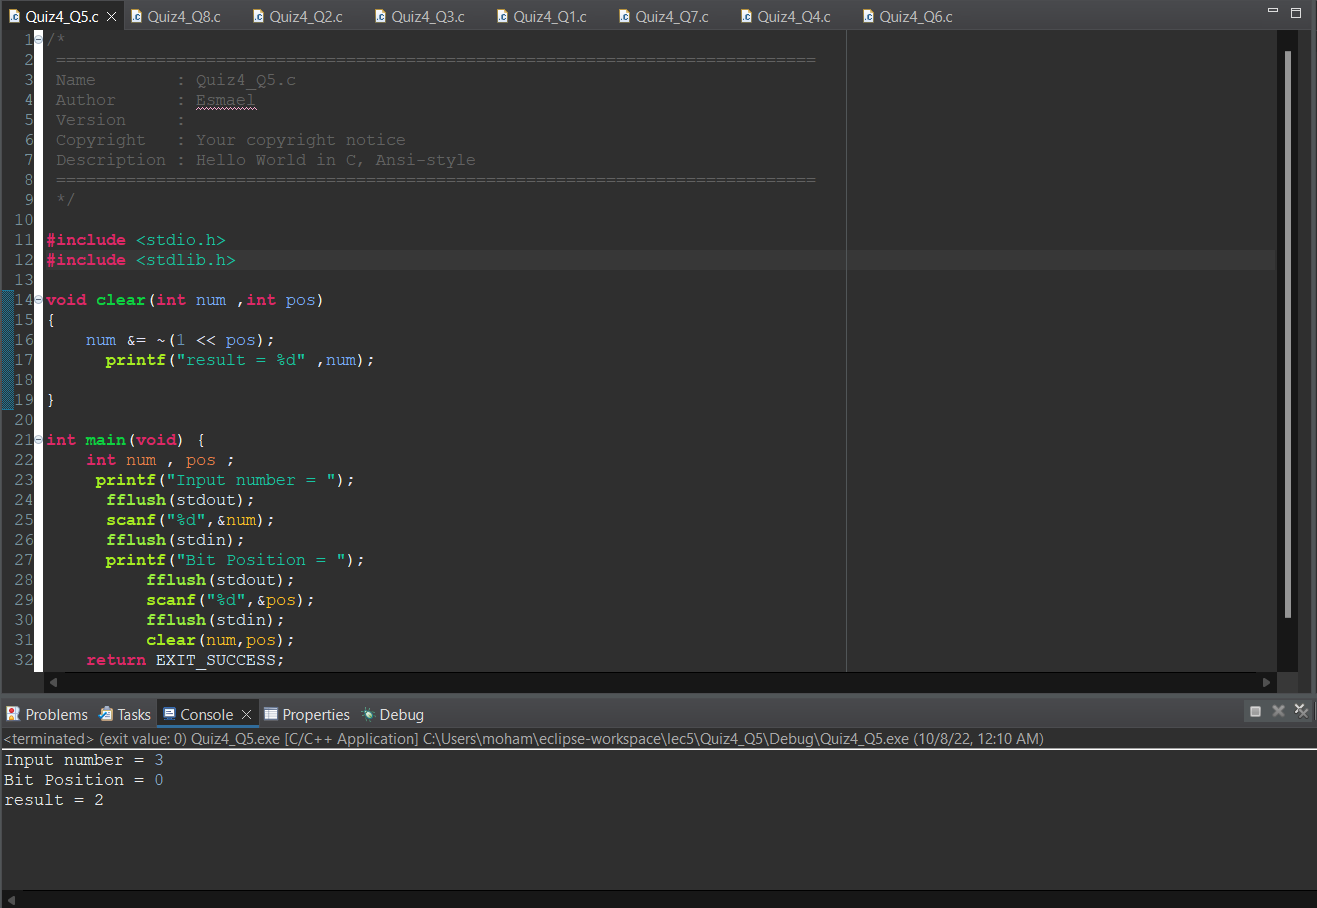 Quiz4_Q5.c Quiz4_Q8.c Quiz4_Q2.c Quiz4_Q3.c Quiz4_Q1.c Quiz4_Q7.c Quiz4_Q4.c Quiz4_Q6.c
1 /*
2 ============================================================================
3 Name        : Quiz4_Q5.c
4 Author      : Esmael
5 Version     :
6 Copyright   : Your copyright notice
7 Description : Hello World in C, Ansi-style
8 ============================================================================
9 */
10
11 #include <stdio.h>
12 #include <stdlib.h>
13
14 void clear(int num ,int pos)
15 {
16     num &= ~(1 << pos);
17       printf("result = %d" ,num);
18
19 }
20
21 int main(void) {
22     int num , pos ;
23      printf("Input number = ");
24       fflush(stdout);
25       scanf("%d",&num);
26       fflush(stdin);
27       printf("Bit Position = ");
28           fflush(stdout);
29           scanf("%d",&pos);
30           fflush(stdin);
31           clear(num,pos);
32     return EXIT_SUCCESS;
Problems Tasks Console Properties Debug
<terminated> (exit value: 0) Quiz4_Q5.exe [C/C++ Application] C:\Users\moham\eclipse-workspace\lec5\Quiz4_Q5\Debug\Quiz4_Q5.exe (10/8/22, 12:10 AM)
Input number = 3
Bit Position = 0
result = 2